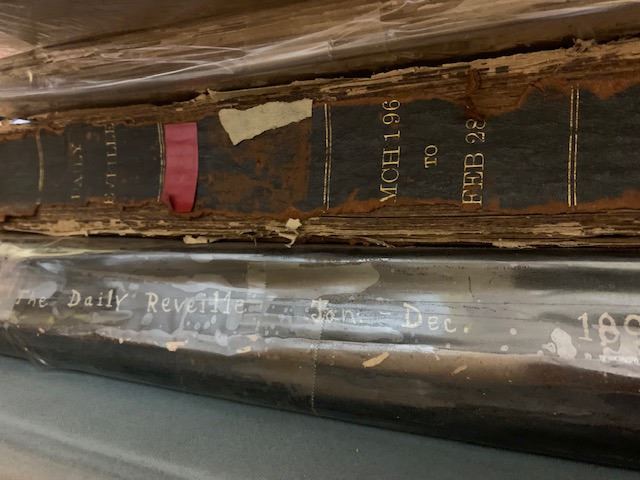 DAILY
REVEILLE
MCH 196
TO
FEB 28
The Daily Reveille Jan. Dec. 189